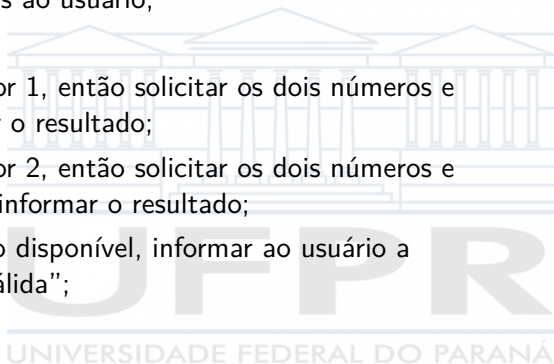 ao usuário;
or 1, então solicitar os dois números e
o resultado;
or 2, então solicitar os dois números e
informar o resultado;
o disponível, informar ao usuário a
álida”;
UFPR
UNIVERSIDADE FEDERAL DO PARANÁ